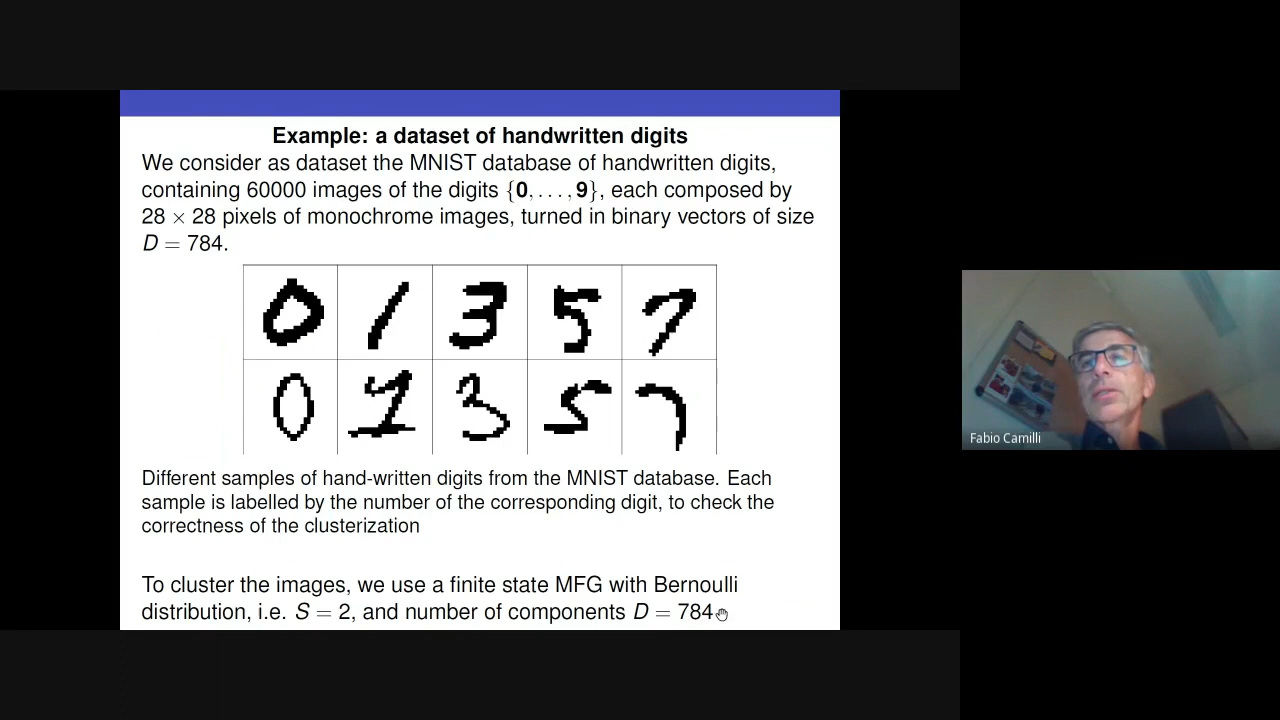 Example: a dataset of handwritten digits
We consider as dataset the MNIST database of handwritten digits,
containing 60000 images of the digits {0, . . . , 9}, each composed by
28 × 28 pixels of monochrome images, turned in binary vectors of size
D = 784.
0 1 3 5 7
0 1 3 5 7
Different samples of hand-written digits from the MNIST database. Each
sample is labelled by the number of the corresponding digit, to check the
correctness of the clusterization
To cluster the images, we use a finite state MFG with Bernoulli
distribution, i.e. S = 2, and number of components D = 784
Fabio Camilli